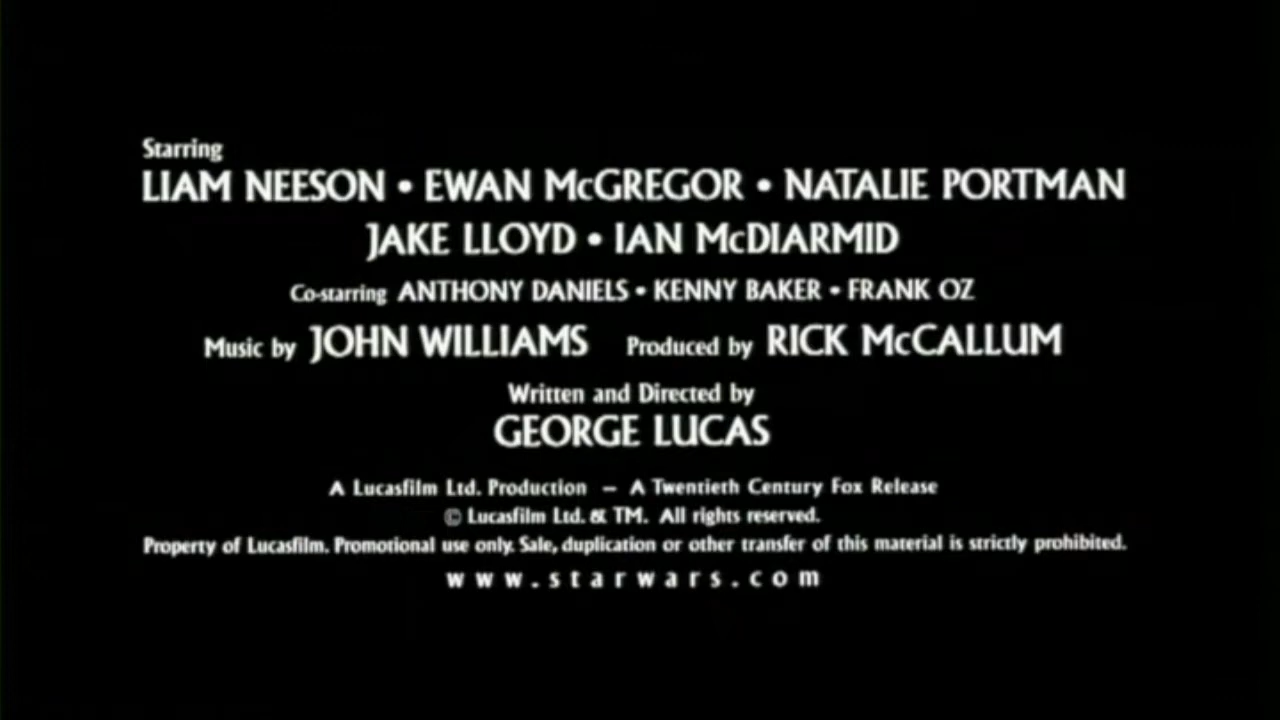 Starring
LIAM NEESON • EWAN McGREGOR • NATALIE PORTMAN
JAKE LLOYD • IAN McDIARMID
Co-starring ANTHONY DANIELS • KENNY BAKER • FRANK OZ
Music by JOHN WILLIAMS Produced by RICK McCALLUM
Written and Directed by
GEORGE LUCAS
A Lucasfilm Ltd. Production – A Twentieth Century Fox Release
© Lucasfilm Ltd. & TM. All rights reserved.
Property of Lucasfilm. Promotional use only. Sale, duplication or other transfer of this material is strictly prohibited.
www.starwars.com